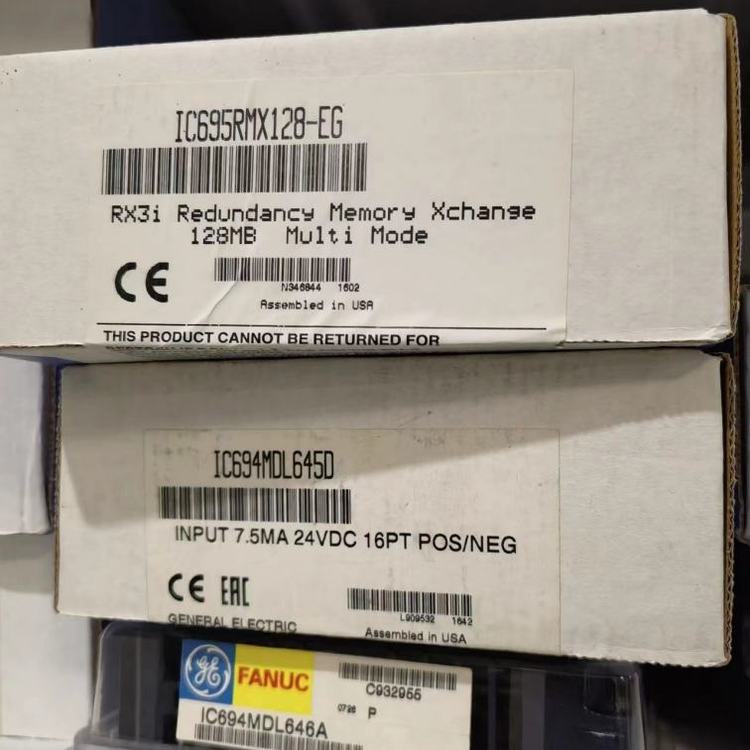 IC695RMX128-EG
RX3i Redundancy Memory Xchange
128MB Multi Mode
CE
N346844 1602
Assembled in USA
THIS PRODUCT CANNOT BE RETURNED FOR
IC694MDL645D
INPUT 7.5MA 24VDC 16PT POS/NEG
CE EAC
L909532 1642
GENERAL ELECTRIC
Assembled in USA
GE FANUC
C932955
0726 P
IC694MDL646A